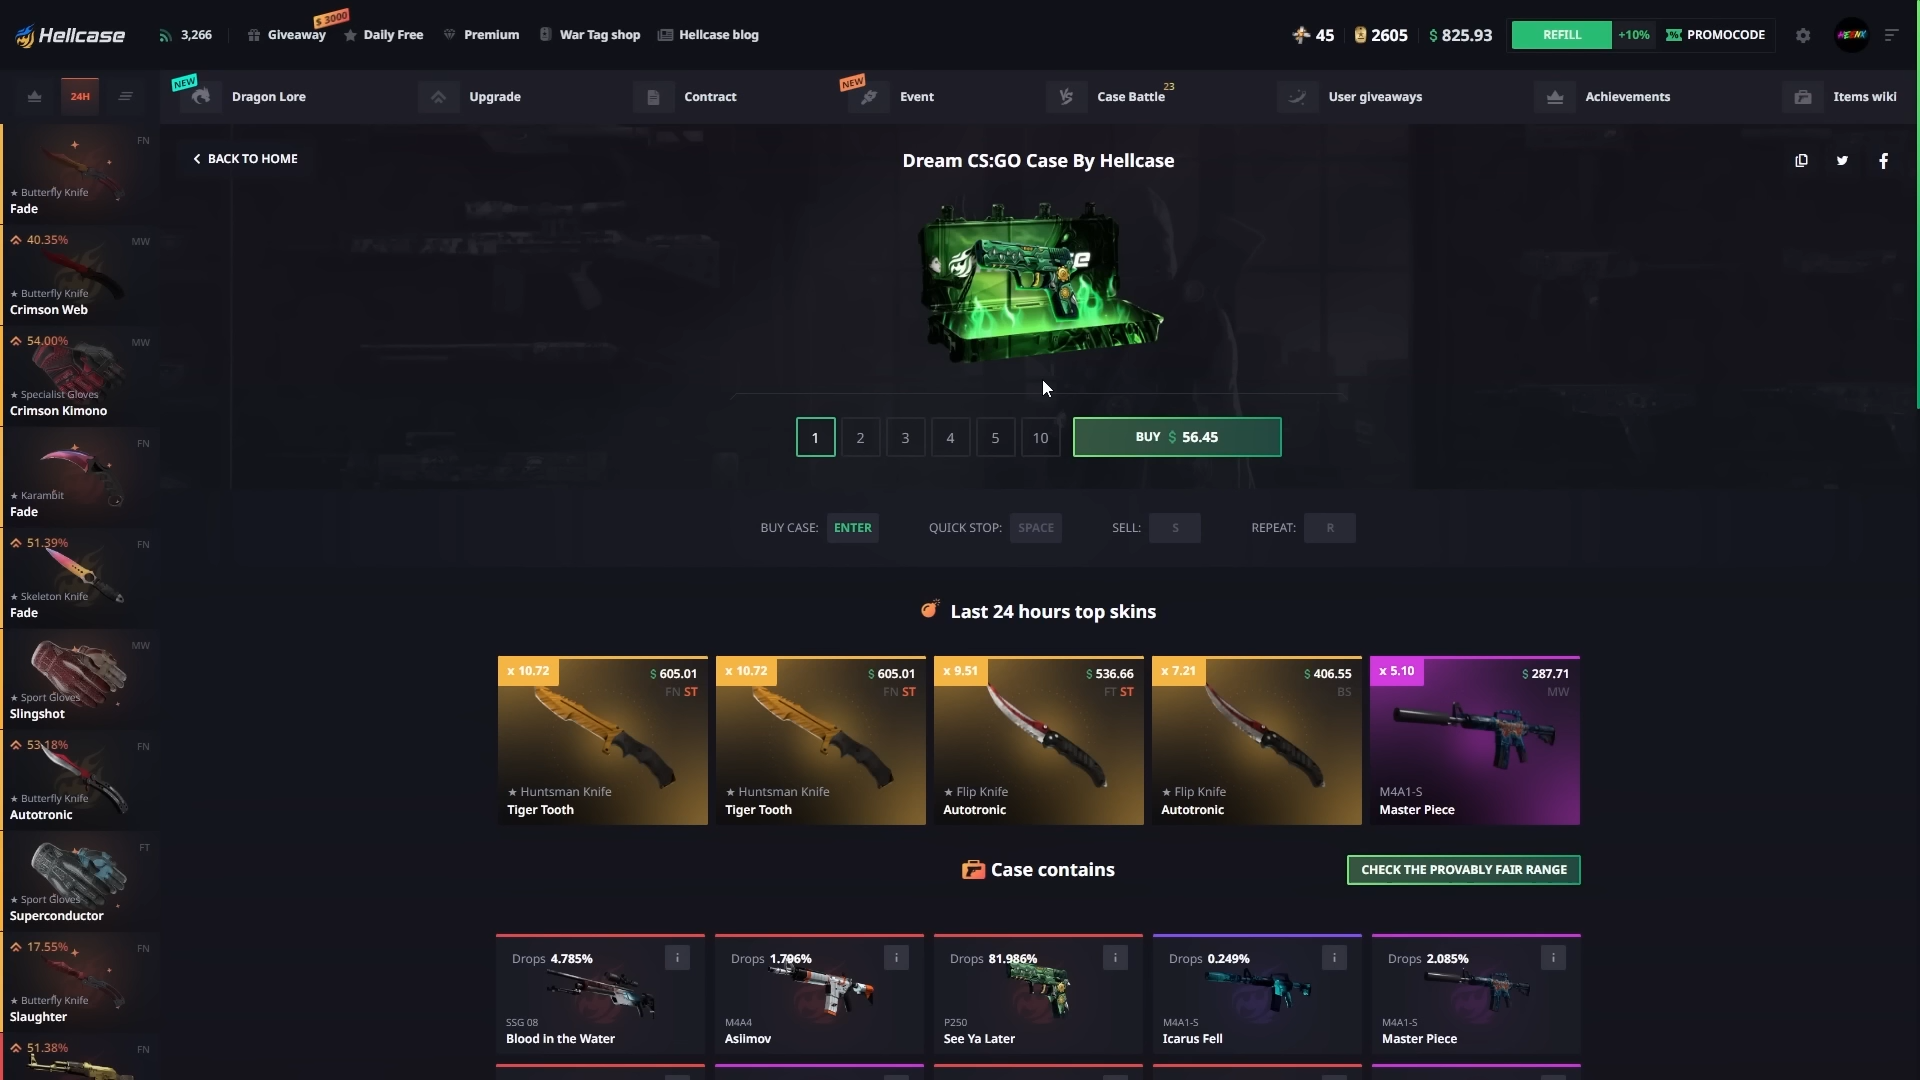 Hellcase
3,266
Giveaway
$ 3000
Daily Free
Premium
War Tag shop
Hellcase blog
45
2605
$ 825.93
REFILL
+10%
PROMOCODE
24H
NEW
Dragon Lore
Upgrade
Contract
NEW
Event
Case Battle
23
User giveaways
Achievements
Items wiki
BACK TO HOME
Dream CS:GO Case By Hellcase
1
2
3
4
5
10
BUY $ 56.45
BUY CASE: ENTER
QUICK STOP: SPACE
SELL: S
REPEAT: R
Last 24 hours top skins
x 10.72
$ 605.01
FN ST
★ Huntsman Knife
Tiger Tooth
x 10.72
$ 605.01
FN ST
★ Huntsman Knife
Tiger Tooth
x 9.51
$ 536.66
FT ST
★ Flip Knife
Autotronic
x 7.21
$ 406.55
BS
★ Flip Knife
Autotronic
x 5.10
$ 287.71
MW
M4A1-S
Master Piece
Case contains
CHECK THE PROVABLY FAIR RANGE
Drops 4.785%
i
SSG 08
Blood in the Water
Drops 1.796%
i
M4A4
Asiimov
Drops 81.986%
i
P250
See Ya Later
Drops 0.249%
i
M4A1-S
Icarus Fell
Drops 2.085%
i
M4A1-S
Master Piece
FN
★ Butterfly Knife
Fade
40.35%
MW
★ Butterfly Knife
Crimson Web
54.00%
MW
★ Specialist Gloves
Crimson Kimono
FN
★ Karambit
Fade
51.39%
FN
★ Skeleton Knife
Fade
MW
★ Sport Gloves
Slingshot
53.18%
FN
★ Butterfly Knife
Autotronic
FT
★ Sport Gloves
Superconductor
17.55%
FN
★ Butterfly Knife
Slaughter
51.38%
FN